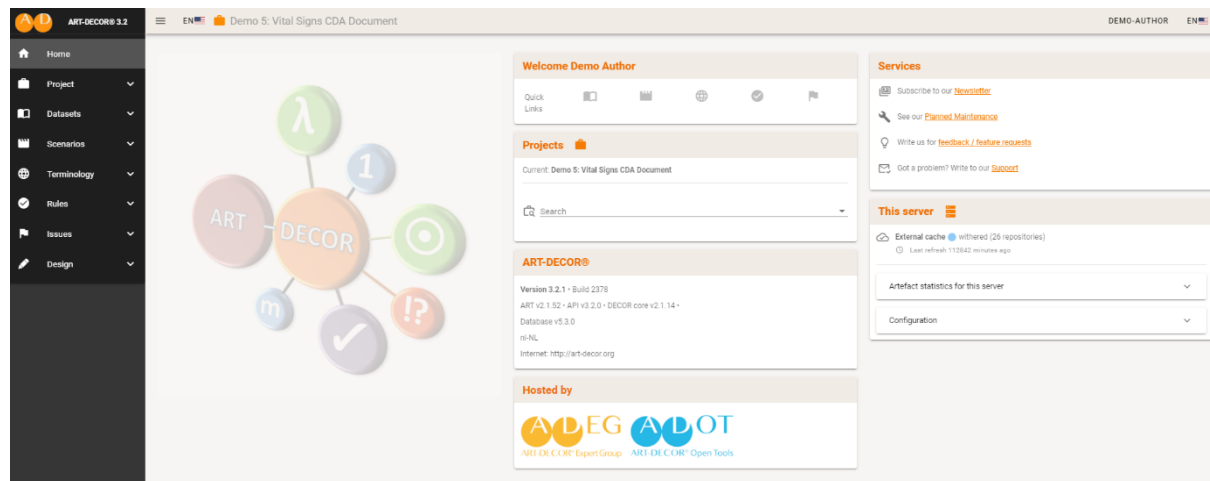 AD ART-DECOR® 3.2
EN Demo 5: Vital Signs CDA Document
DEMO-AUTHOR EN
Home
Project
Datasets
Scenarios
Terminology
Rules
Issues
Design
λ
1
ART
DECOR
m
!?
Welcome Demo Author
Quick
Links
Projects
Current: Demo 5: Vital Signs CDA Document
Search
ART-DECOR®
Version 3.2.1 • Build 2378
ART v2.1.52 • API v3.2.0 • DECOR core v2.1.14 •
Database v5.3.0
nl-NL
Internet: http://art-decor.org
Hosted by
ADEG
ART-DECOR® Expert Group
ADOT
ART-DECOR® Open Tools
Services
Subscribe to our Newsletter
See our Planned Maintenance
Write us for feedback / feature requests
Got a problem? Write to our Support
This server
External cache withered (26 repositories)
Last refresh 112842 minutes ago
Artefact statistics for this server
Configuration